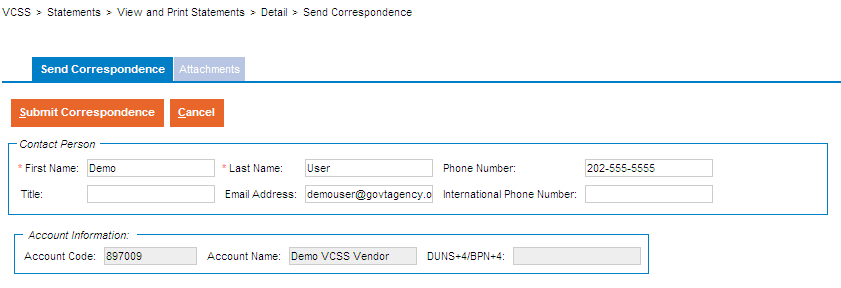 VCSS > Statements > View and Print Statements > Detail > Send Correspondence
Send Correspondence Attachments
Submit Correspondence Cancel
Contact Person
* First Name: Demo * Last Name: User Phone Number: 202-555-5555
Title: Email Address: demouser@govtagency.o International Phone Number:
Account Information:
Account Code: 897009 Account Name: Demo VCSS Vendor DUNS+4/BPN+4: